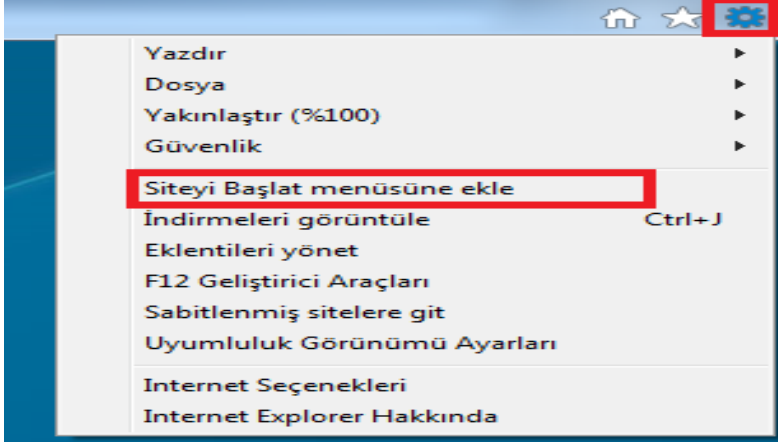 Yazdır
Dosya
Yakınlaştır (%100)
Güvenlik
Siteyi Başlat menüsüne ekle
İndirmeleri görüntüle Ctrl+J
Eklentileri yönet
F12 Geliştirici Araçları
Sabitlenmiş sitelere git
Uyumluluk Görünümü Ayarları
Internet Seçenekleri
Internet Explorer Hakkında